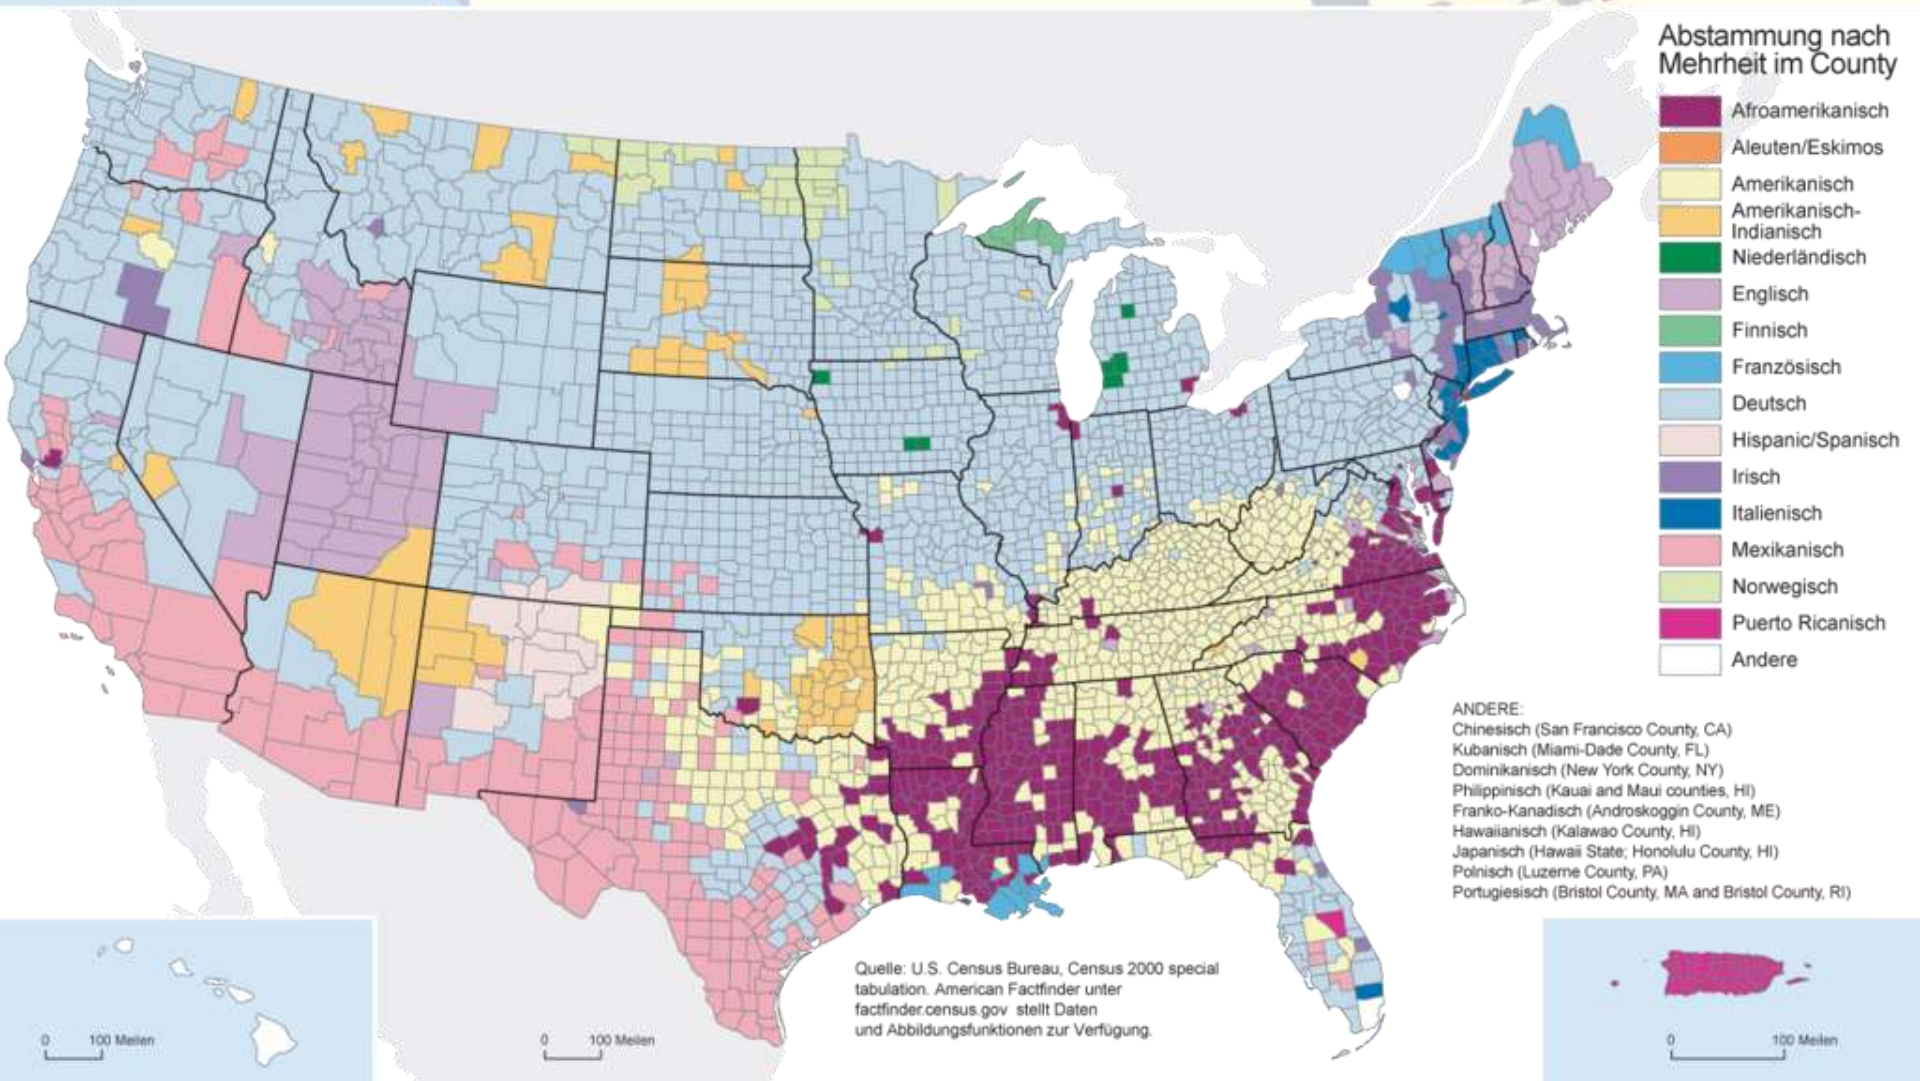 Abstammung nach
Mehrheit im County
Afroamerikanisch
Aleuten/Eskimos
Amerikanisch
Amerikanisch-
Indianisch
Niederländisch
Englisch
Finnisch
Französisch
Deutsch
Hispanic/Spanisch
Irisch
Italienisch
Mexikanisch
Norwegisch
Puerto Ricanisch
Andere
ANDERE:
Chinesisch (San Francisco County, CA)
Kubanisch (Miami-Dade County, FL)
Dominikanisch (New York County, NY)
Philippinisch (Kauai and Maui counties, HI)
Franko-Kanadisch (Androskoggin County, ME)
Hawaiianisch (Kalawao County, HI)
Japanisch (Hawaii State; Honolulu County, HI)
Polnisch (Luzerne County, PA)
Portugiesisch (Bristol County, MA and Bristol County, RI)
Quelle: U.S. Census Bureau, Census 2000 special
tabulation. American Factfinder unter
factfinder.census.gov stellt Daten
und Abbildungsfunktionen zur Verfügung.
0 100 Meilen
0 100 Meilen
0 100 Meilen